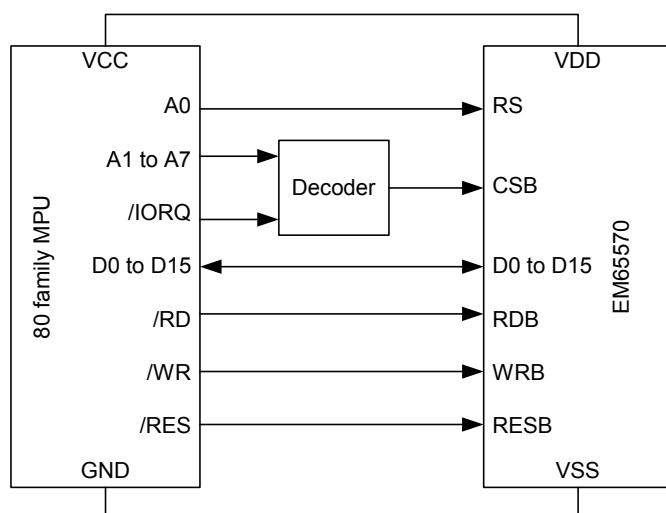 VCC
VDD
A0
RS
A1 to A7
Decoder
CSB
/IORQ
D0 to D15
D0 to D15
80 family MPU
EM65570
/RD
RDB
/WR
WRB
/RES
RESB
GND
VSS